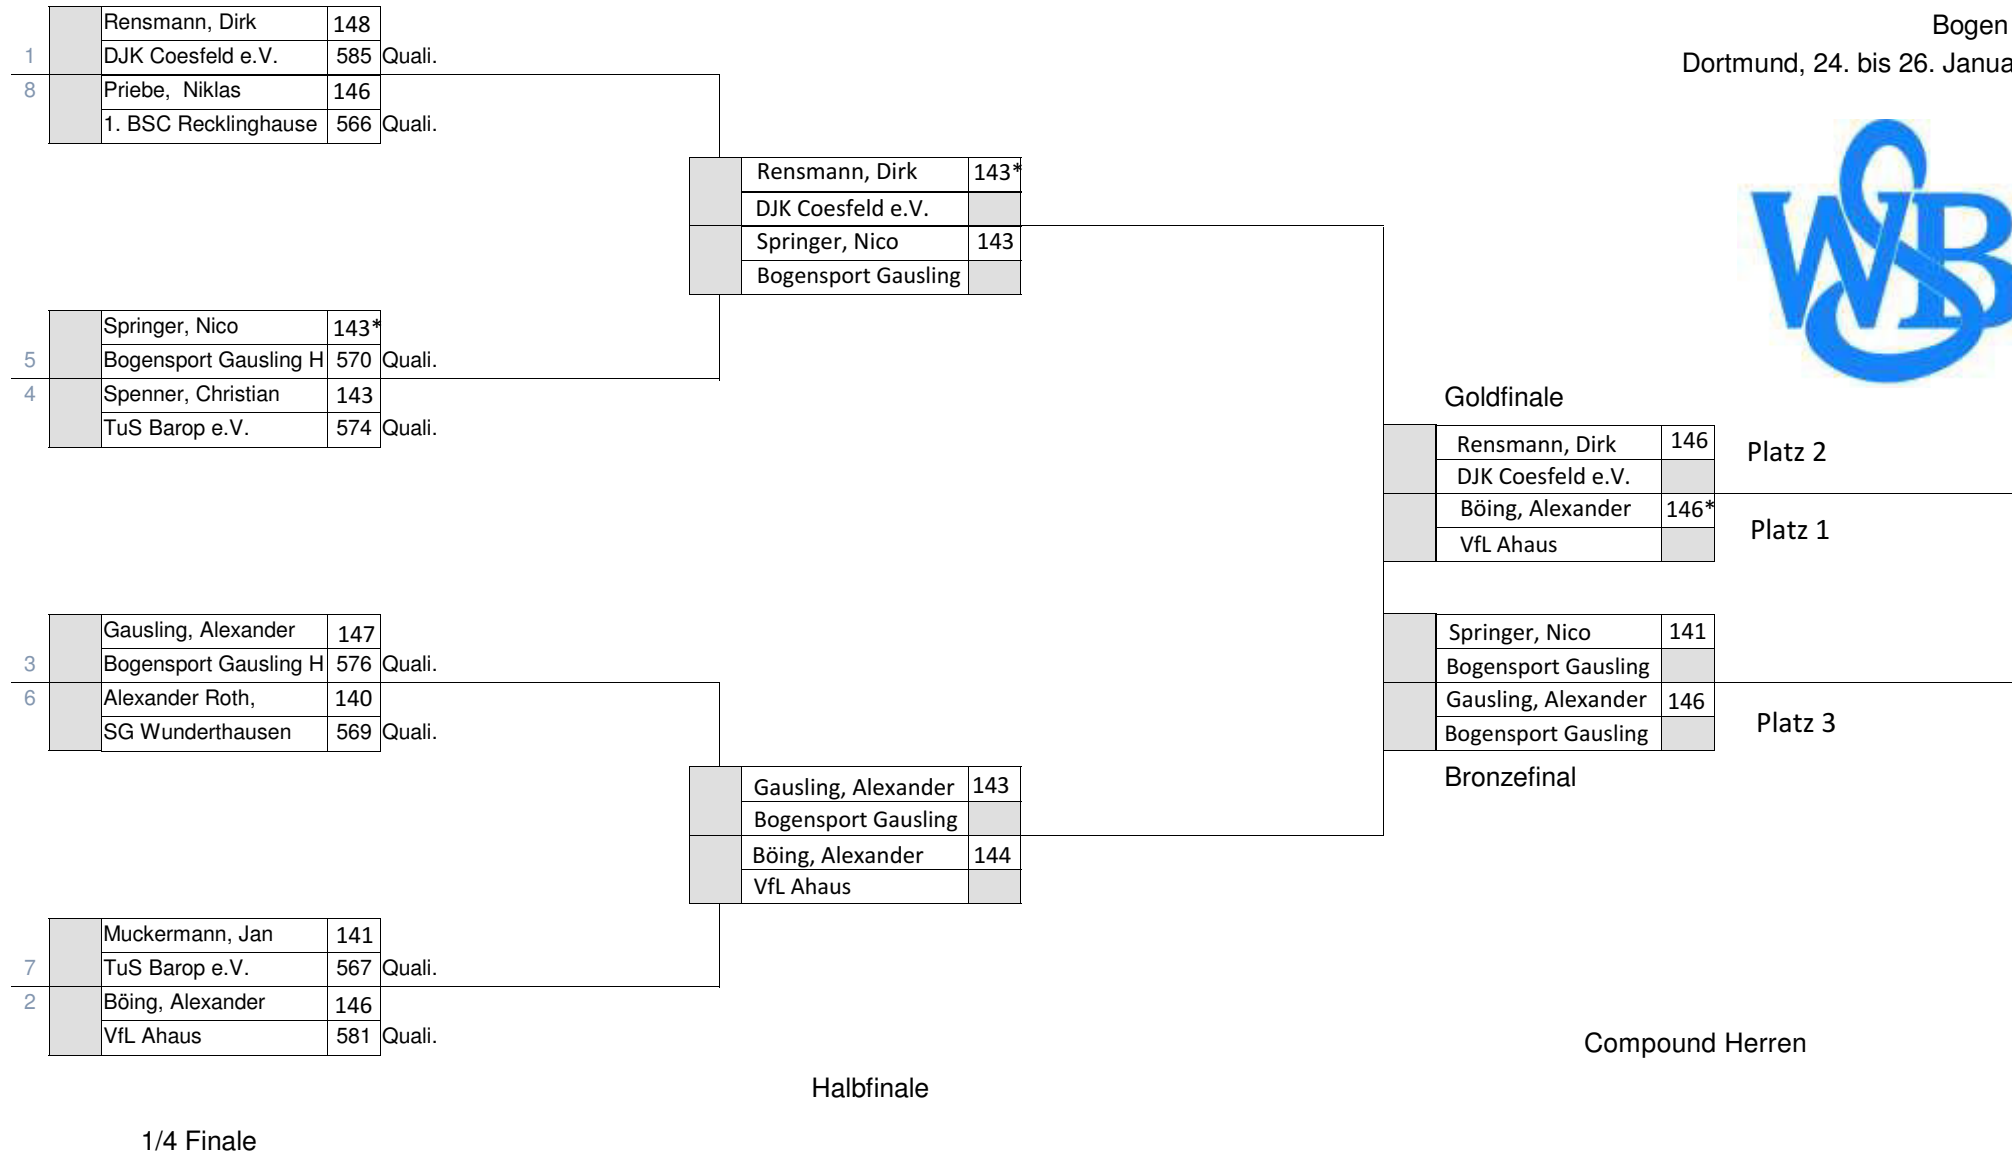 Bogen
Dortmund, 24. bis 26. Janua
WSB
Rensmann, Dirk 148
1 DJK Coesfeld e.V. 585 Quali.
8 Priebe, Niklas 146
1. BSC Recklinghause 566 Quali.
Rensmann, Dirk 143*
DJK Coesfeld e.V.
Springer, Nico 143
Bogensport Gausling
Springer, Nico 143*
5 Bogensport Gausling H 570 Quali.
4 Spenner, Christian 143
TuS Barop e.V. 574 Quali.
Goldfinale
Rensmann, Dirk 146 Platz 2
DJK Coesfeld e.V.
Böing, Alexander 146* Platz 1
VfL Ahaus
Gausling, Alexander 147
3 Bogensport Gausling H 576 Quali.
6 Alexander Roth, 140
SG Wunderthausen 569 Quali.
Springer, Nico 141
Bogensport Gausling
Gausling, Alexander 146 Platz 3
Bogensport Gausling
Bronzefinal
Gausling, Alexander 143
Bogensport Gausling
Böing, Alexander 144
VfL Ahaus
Muckermann, Jan 141
7 TuS Barop e.V. 567 Quali.
2 Böing, Alexander 146
VfL Ahaus 581 Quali.
Compound Herren
Halbfinale
1/4 Finale